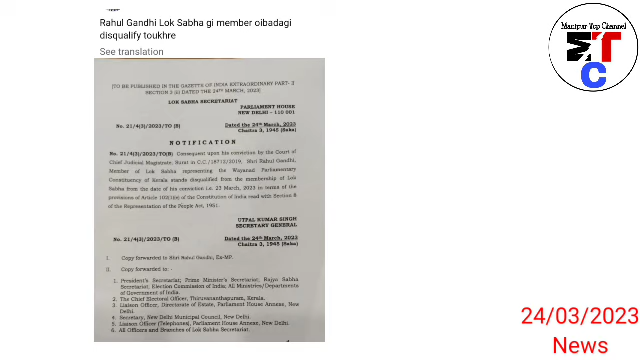 Rahul Gandhi Lok Sabha gi member oibadagi
disqualify toukhre
See translation
[TO BE PUBLISHED IN THE GAZETTE OF INDIA EXTRAORDINARY PART- 2
SECTION 3 (ii) DATED THE 24TH MARCH, 2023]
LOK SABHA SECRETARIAT
PARLIAMENT HOUSE
NEW DELHI – 110 001
No. 21/4(3)/2023/TO (B)
Dated the 24th March, 2023
Chaitra 3, 1945 (Saka)
NOTIFICATION
No. 21/4(3)/2023/TO(B) Consequent upon his conviction by the Court of
Chief Judicial Magistrate, Surat in C.C./18712/2019, Shri Rahul Gandhi,
Member of Lok Sabha representing the Wayanad Parliamentary
Constituency of Kerala stands disqualified from the membership of Lok
Sabha from the date of his conviction i.e. 23 March, 2023 in terms of the
provisions of Article 102(1)(e) of the Constitution of India read with Section 8
of the Representation of the People Act, 1951.
UTPAL KUMAR SINGH
SECRETARY GENERAL
No. 21/4(3)/2023/TO (B)
Dated the 24th March, 2023
Chaitra 3, 1945 (Saka)
I. Copy forwarded to Shri Rahul Gandhi, Ex-MP.
II. Copy forwarded to: -
1 President's Secretariat; Prime Minister's Secretariat; Rajya Sabha
Secretariat; Election Commission of India; All Ministries/Departments
of Government of India.
2 The Chief Electoral Officer, Thiruvananthapuram, Kerala.
3 Liaison Officer, Directorate of Estate, Parliament House Annexe, New
Delhi.
4 Secretary, New Delhi Municipal Council, New Delhi.
5 Liaison Officer (Telephones), Parliament House Annexe, New Delhi.
6 All Officers and Branches of Lok Sabha Secretariat.
Manipur Top Channel
MTC
24/03/2023
News